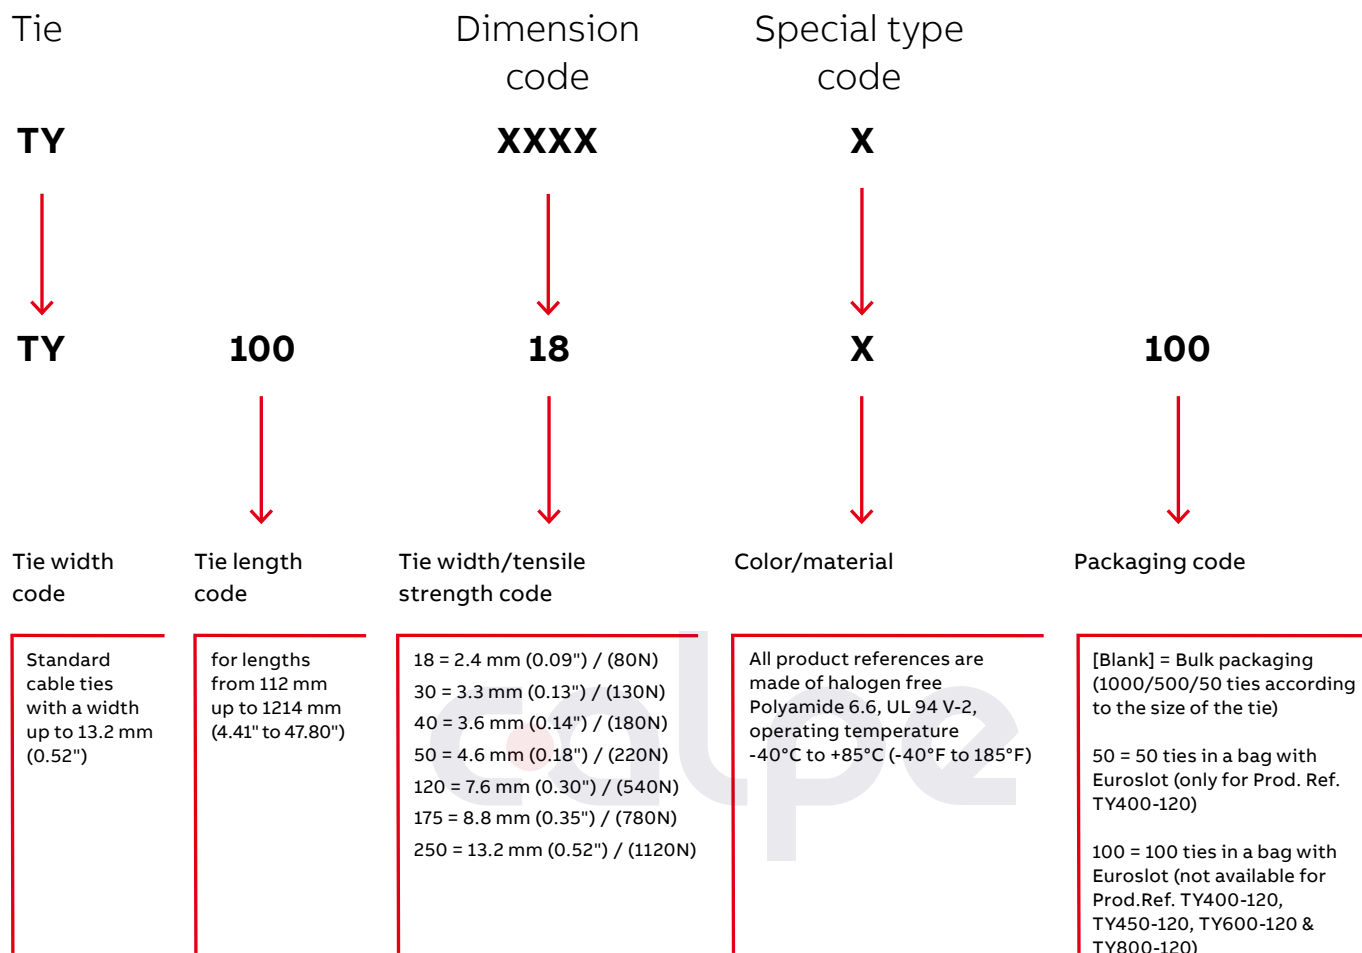 Tie
Dimension
code
Special type
code
TY
XXXX
X
TY
100
18
X
100
Tie width
code
Tie length
code
Tie width/tensile
strength code
Color/material
Packaging code
Standard
cable ties
with a width
up to 13.2 mm
(0.52")
for lengths
from 112 mm
up to 1214 mm
(4.41" to 47.80")
18 = 2.4 mm (0.09") / (80N)
30 = 3.3 mm (0.13") / (130N)
40 = 3.6 mm (0.14") / (180N)
50 = 4.6 mm (0.18") / (220N)
120 = 7.6 mm (0.30") / (540N)
175 = 8.8 mm (0.35") / (780N)
250 = 13.2 mm (0.52") / (1120N)
All product references are
made of halogen free
Polyamide 6.6, UL 94 V-2,
operating temperature
-40°C to +85°C (-40°F to 185°F)
[Blank] = Bulk packaging
(1000/500/50 ties according
to the size of the tie)
50 = 50 ties in a bag with
Euroslot (only for Prod. Ref.
TY400-120)
100 = 100 ties in a bag with
Euroslot (not available for
Prod.Ref. TY400-120,
TY450-120, TY600-120 &
TY800-120)
calpe